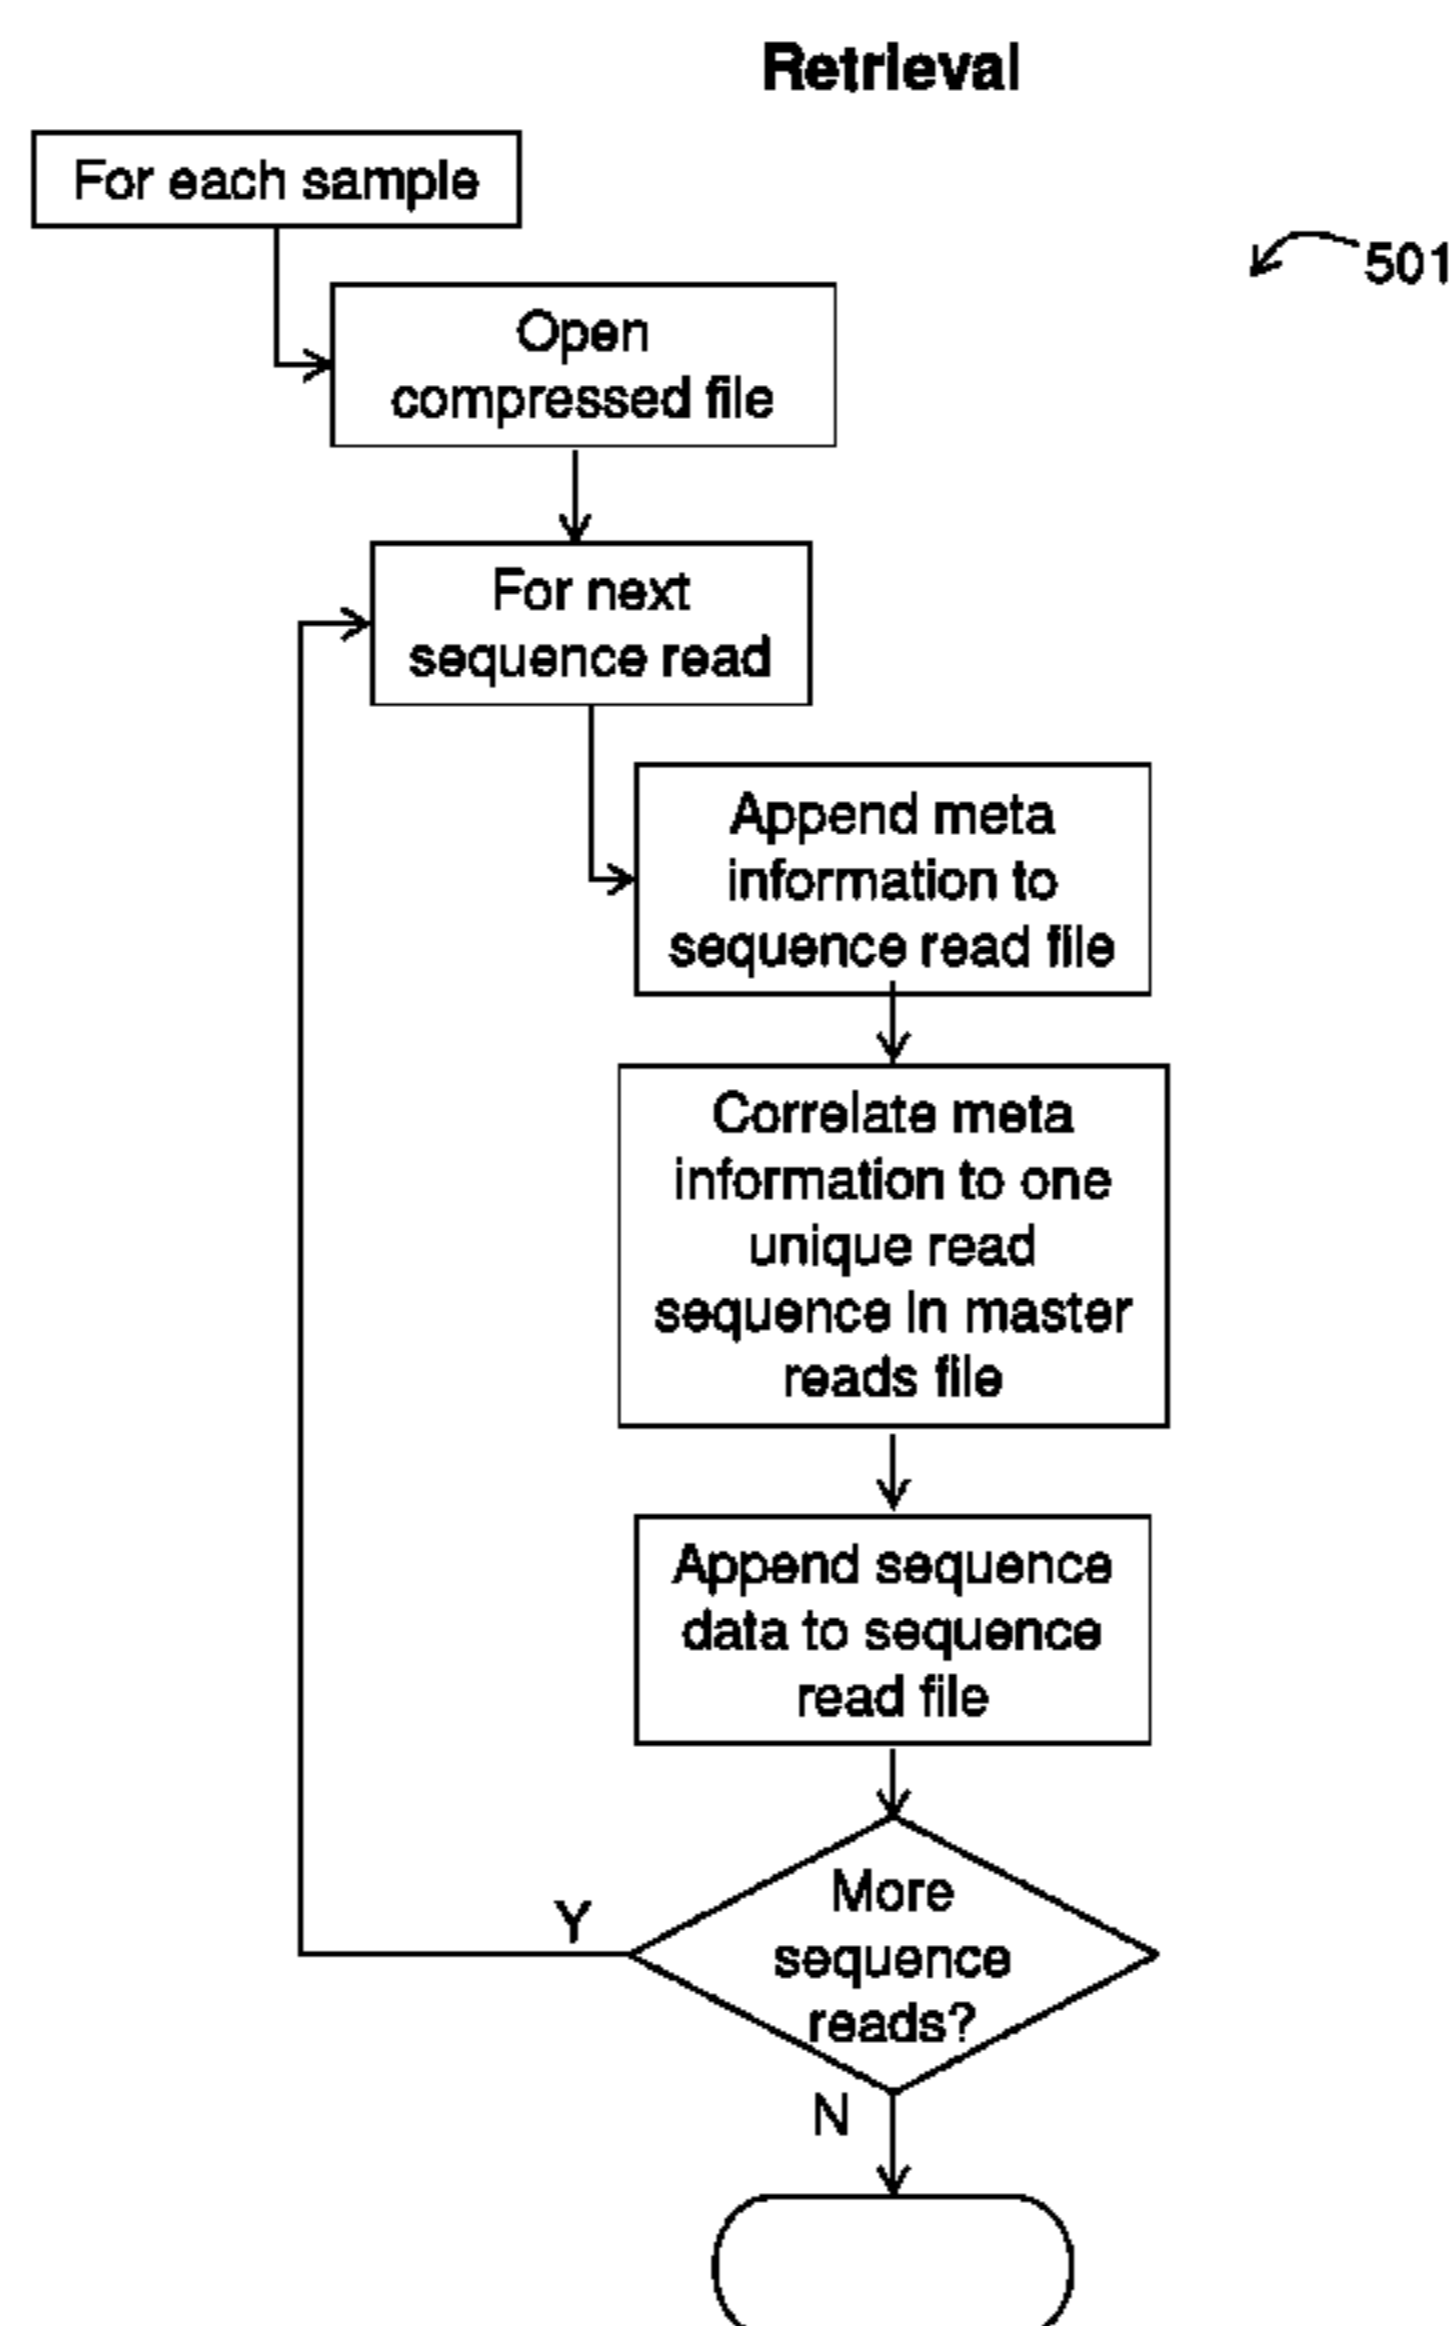 Retrieval
For each sample
501
Open
compressed file
For next
sequence read
Append meta
information to
sequence read file
Correlate meta
information to one
unique read
sequence in master
reads file
Append sequence
data to sequence
read file
More
sequence
reads?
Y
N